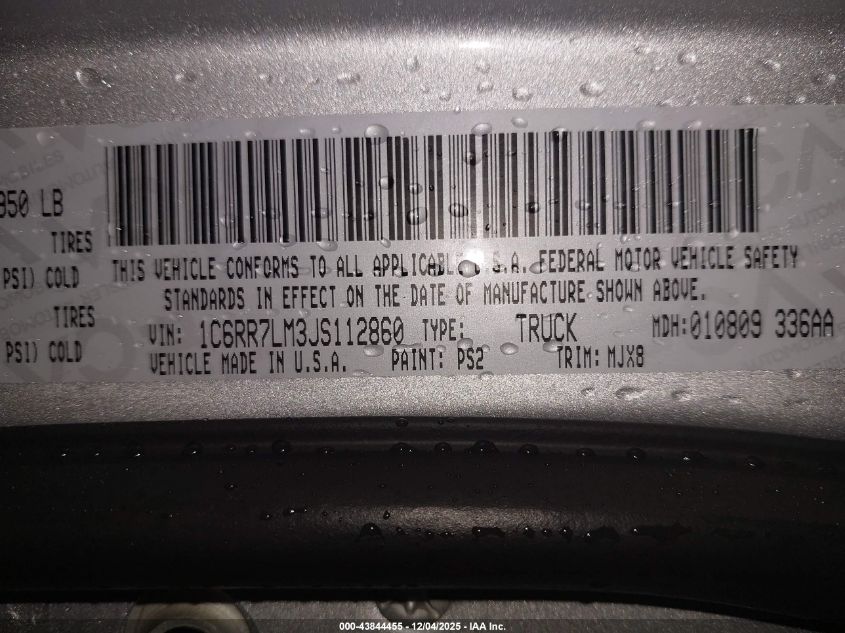 950 LB
TIRES
PSI) COLD
TIRES
PSI) COLD
THIS VEHICLE CONFORMS TO ALL APPLICABLE U.S.A. FEDERAL MOTOR VEHICLE SAFETY
STANDARDS IN EFFECT ON THE DATE OF MANUFACTURE SHOWN ABOVE.
VIN: 1C6RR7LM3JS112860 TYPE: TRUCK MDH:010809 336AA
VEHICLE MADE IN U.S.A. PAINT: PS2 TRIM: MJX8
000-43844455 - 12/04/2025 - IAA Inc.